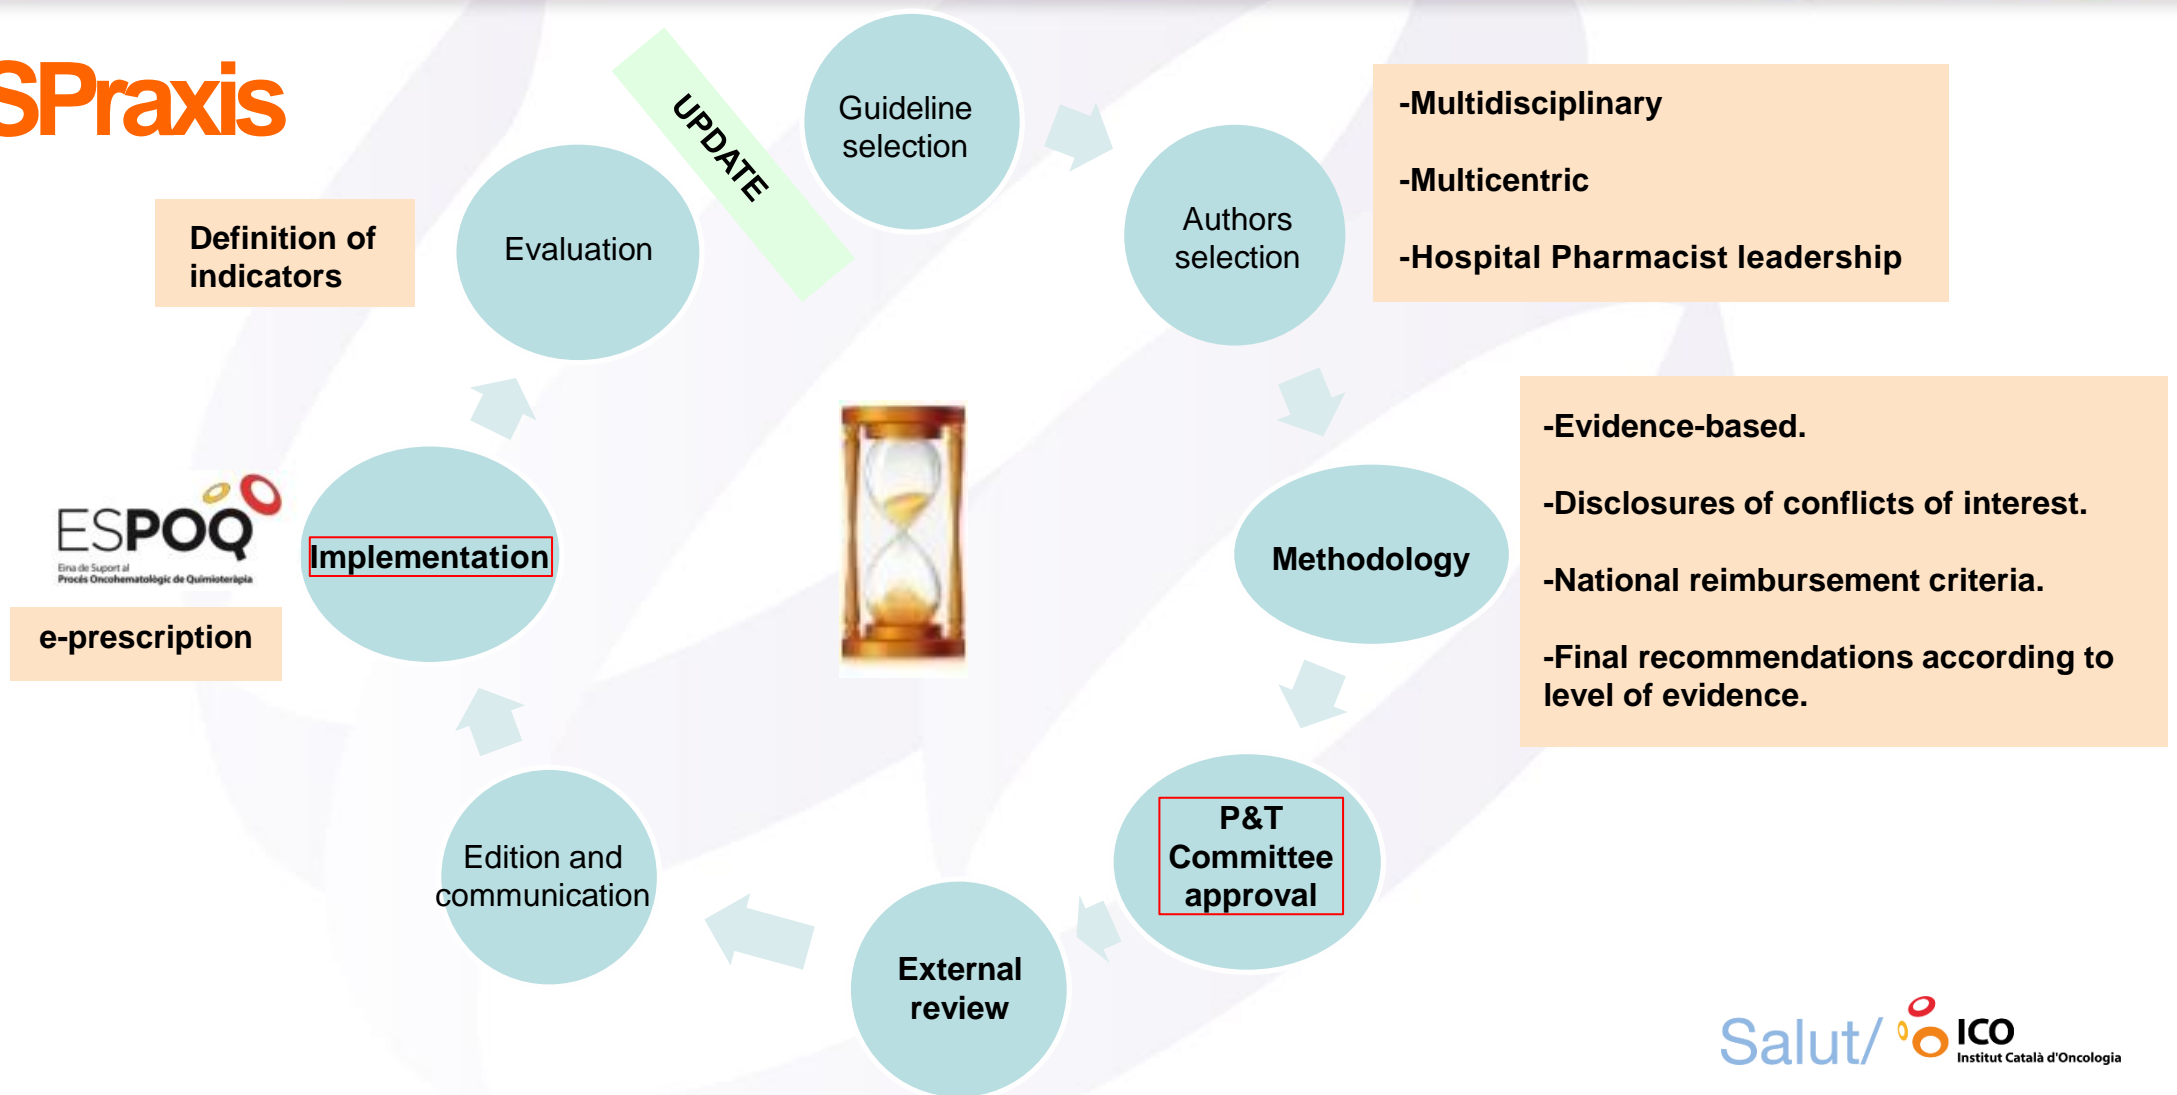 SPraxis
UPDATE
Guideline
selection
Authors
selection
-Multidisciplinary
-Multicentric
-Hospital Pharmacist leadership
Methodology
-Evidence-based.
-Disclosures of conflicts of interest.
-National reimbursement criteria.
-Final recommendations according to
level of evidence.
P&T
Committee
approval
External
review
Edition and
communication
Implementation
ESPOQ
Eina de Suport al
Procés Oncohematològic de Quimioteràpia
e-prescription
Evaluation
Definition of
indicators
Salut/
ICO
Institut Català d'Oncologia